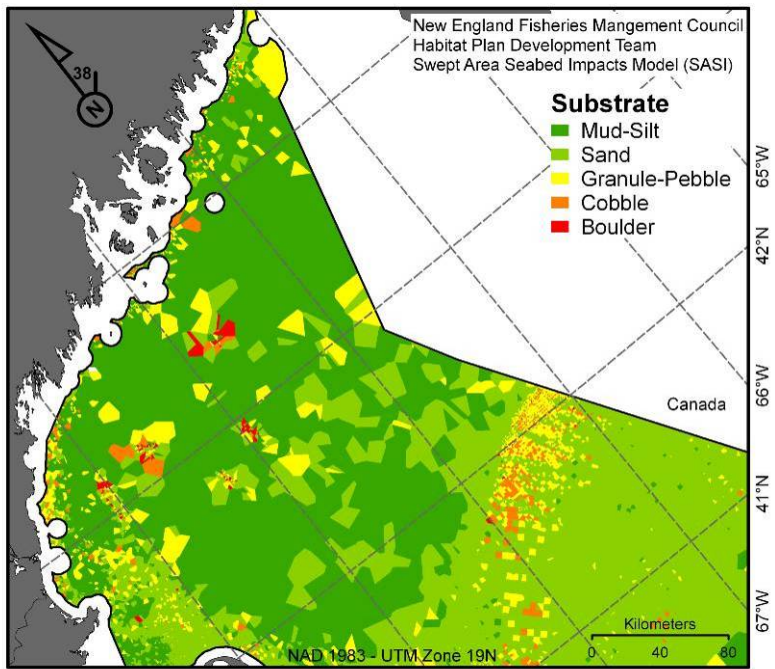 New England Fisheries Mangement Council
Habitat Plan Development Team
Swept Area Seabed Impacts Model (SASI)
38
N
Substrate
Mud-Silt
Sand
Granule-Pebble
Cobble
Boulder
65°W
42°N
66°W
Canada
41°N
67°W
Kilometers
0 40 80
NAD 1983 - UTM Zone 19N